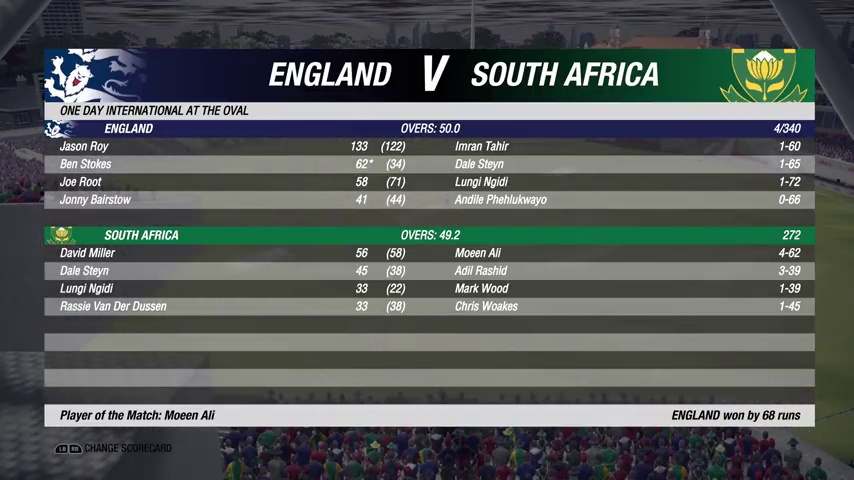 ENGLAND V SOUTH AFRICA
ONE DAY INTERNATIONAL AT THE OVAL
ENGLAND OVERS: 50.0 4/340
Jason Roy 133 (122) Imran Tahir 1-60
Ben Stokes 62* (34) Dale Steyn 1-65
Joe Root 58 (71) Lungi Ngidi 1-72
Jonny Bairstow 41 (44) Andile Phehlukwayo 0-66
SOUTH AFRICA OVERS: 49.2 272
David Miller 56 (58) Moeen Ali 4-62
Dale Steyn 45 (38) Adil Rashid 3-39
Lungi Ngidi 33 (22) Mark Wood 1-39
Rassie Van Der Dussen 33 (38) Chris Woakes 1-45
Player of the Match: Moeen Ali ENGLAND won by 68 runs
LB RB CHANGE SCORECARD